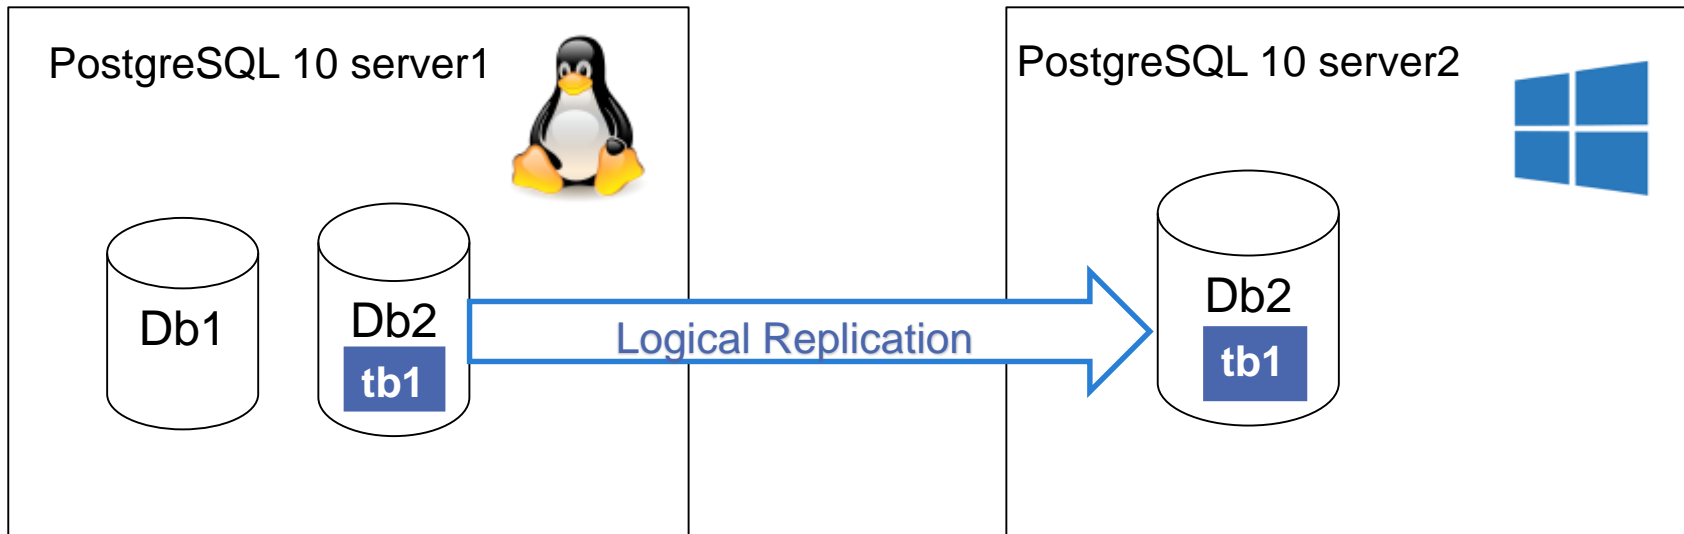 PostgreSQL 10 server1
PostgreSQL 10 server2
Db1
Db2
tb1
Logical Replication
Db2
tb1